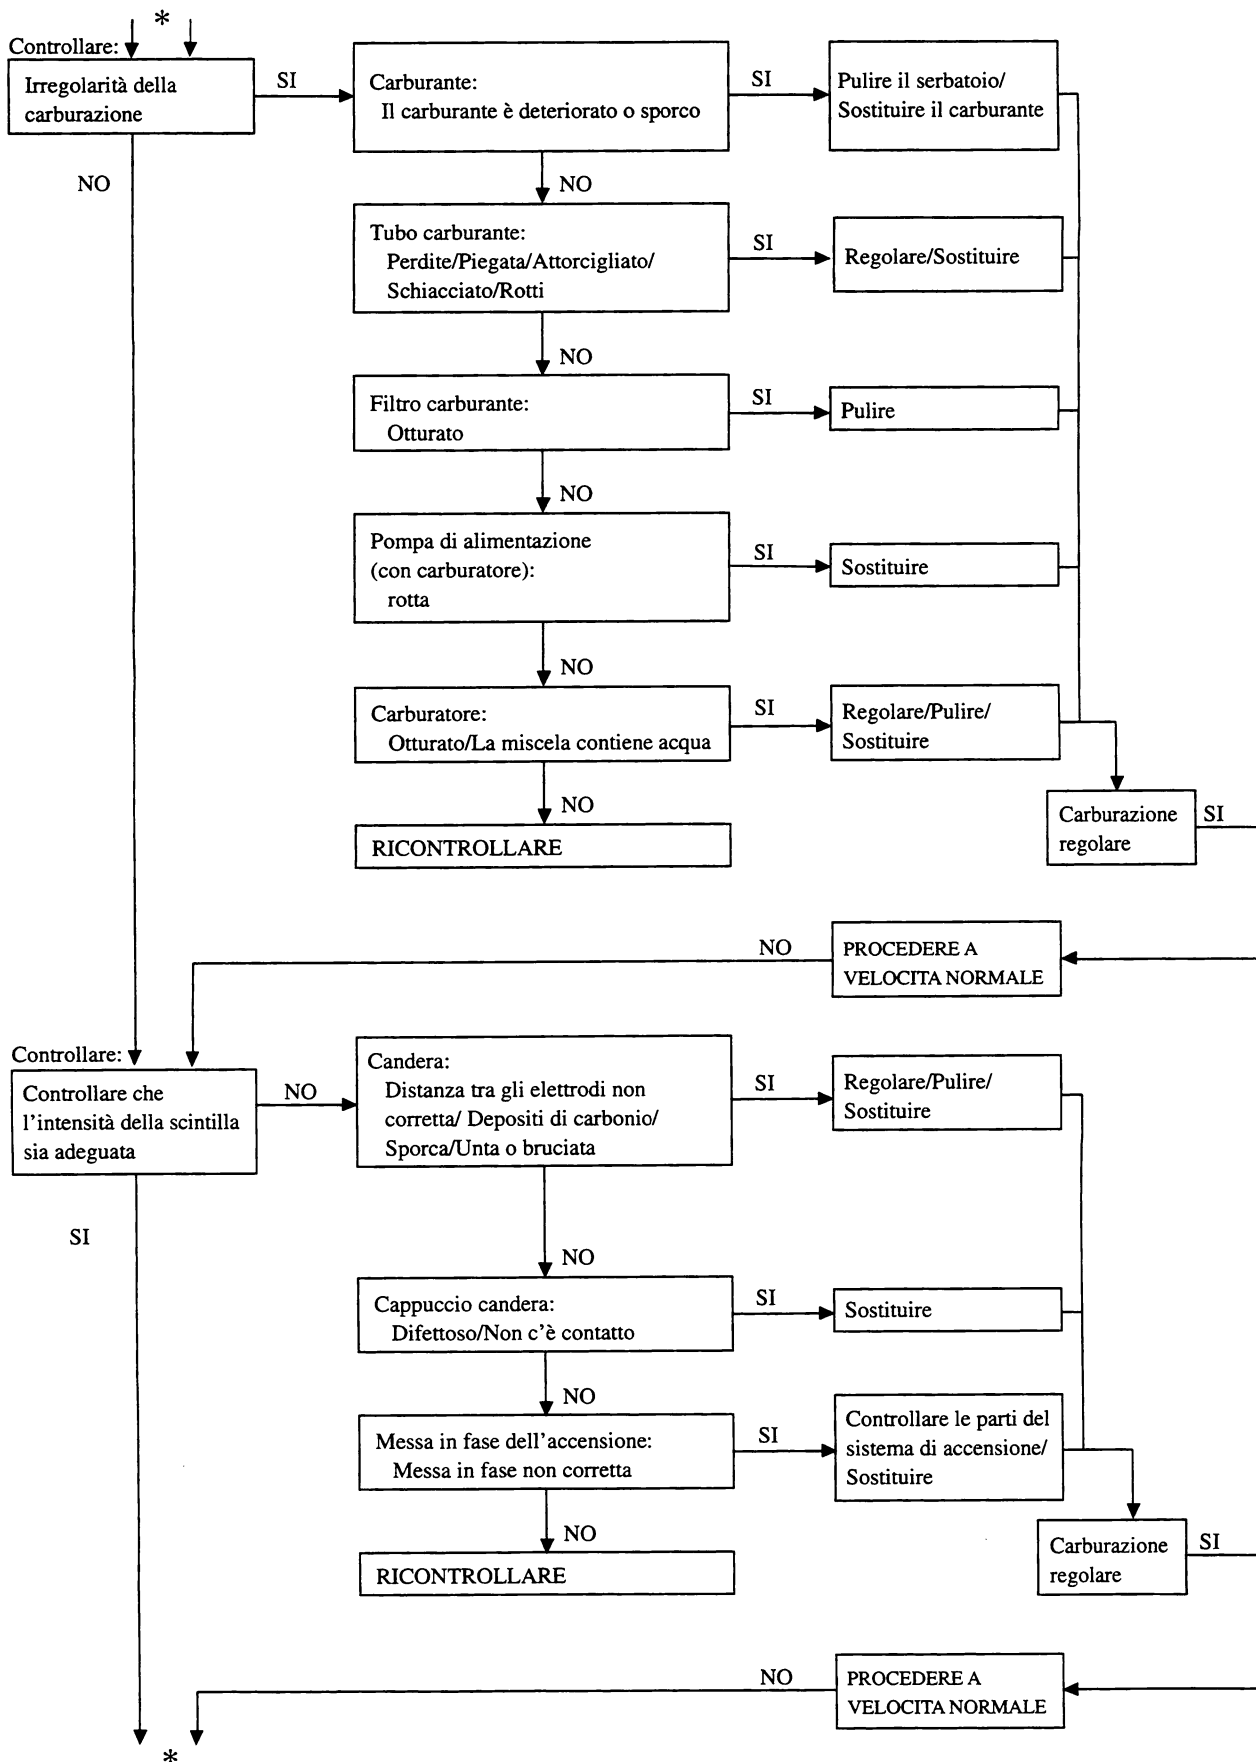 *
Controllare:
Irregolarità della
carburazione
SI
Carburante:
Il carburante è deteriorato o sporco
SI
Pulire il serbatoio/
Sostituire il carburante
NO
NO
Tubo carburante:
Perdite/Piegata/Attorcigliato/
Schiacciato/Rotti
SI
Regolare/Sostituire
NO
Filtro carburante:
Otturato
SI
Pulire
NO
Pompa di alimentazione
(con carburatore):
rotta
SI
Sostituire
NO
Carburatore:
Otturato/La miscela contiene acqua
SI
Regolare/Pulire/
Sostituire
NO
RICONTROLLARE
Carburazione
regolare
SI
PROCEDERE A
VELOCITA NORMALE
NO
Controllare:
Controllare che
l'intensità della scintilla
sia adeguata
NO
Candera:
Distanza tra gli elettrodi non
corretta/ Depositi di carbonio/
Sporca/Unta o bruciata
SI
Regolare/Pulire/
Sostituire
SI
NO
Cappuccio candera:
Difettoso/Non c'è contatto
SI
Sostituire
NO
Messa in fase dell'accensione:
Messa in fase non corretta
SI
Controllare le parti del
sistema di accensione/
Sostituire
NO
RICONTROLLARE
Carburazione
regolare
SI
PROCEDERE A
VELOCITA NORMALE
NO
*